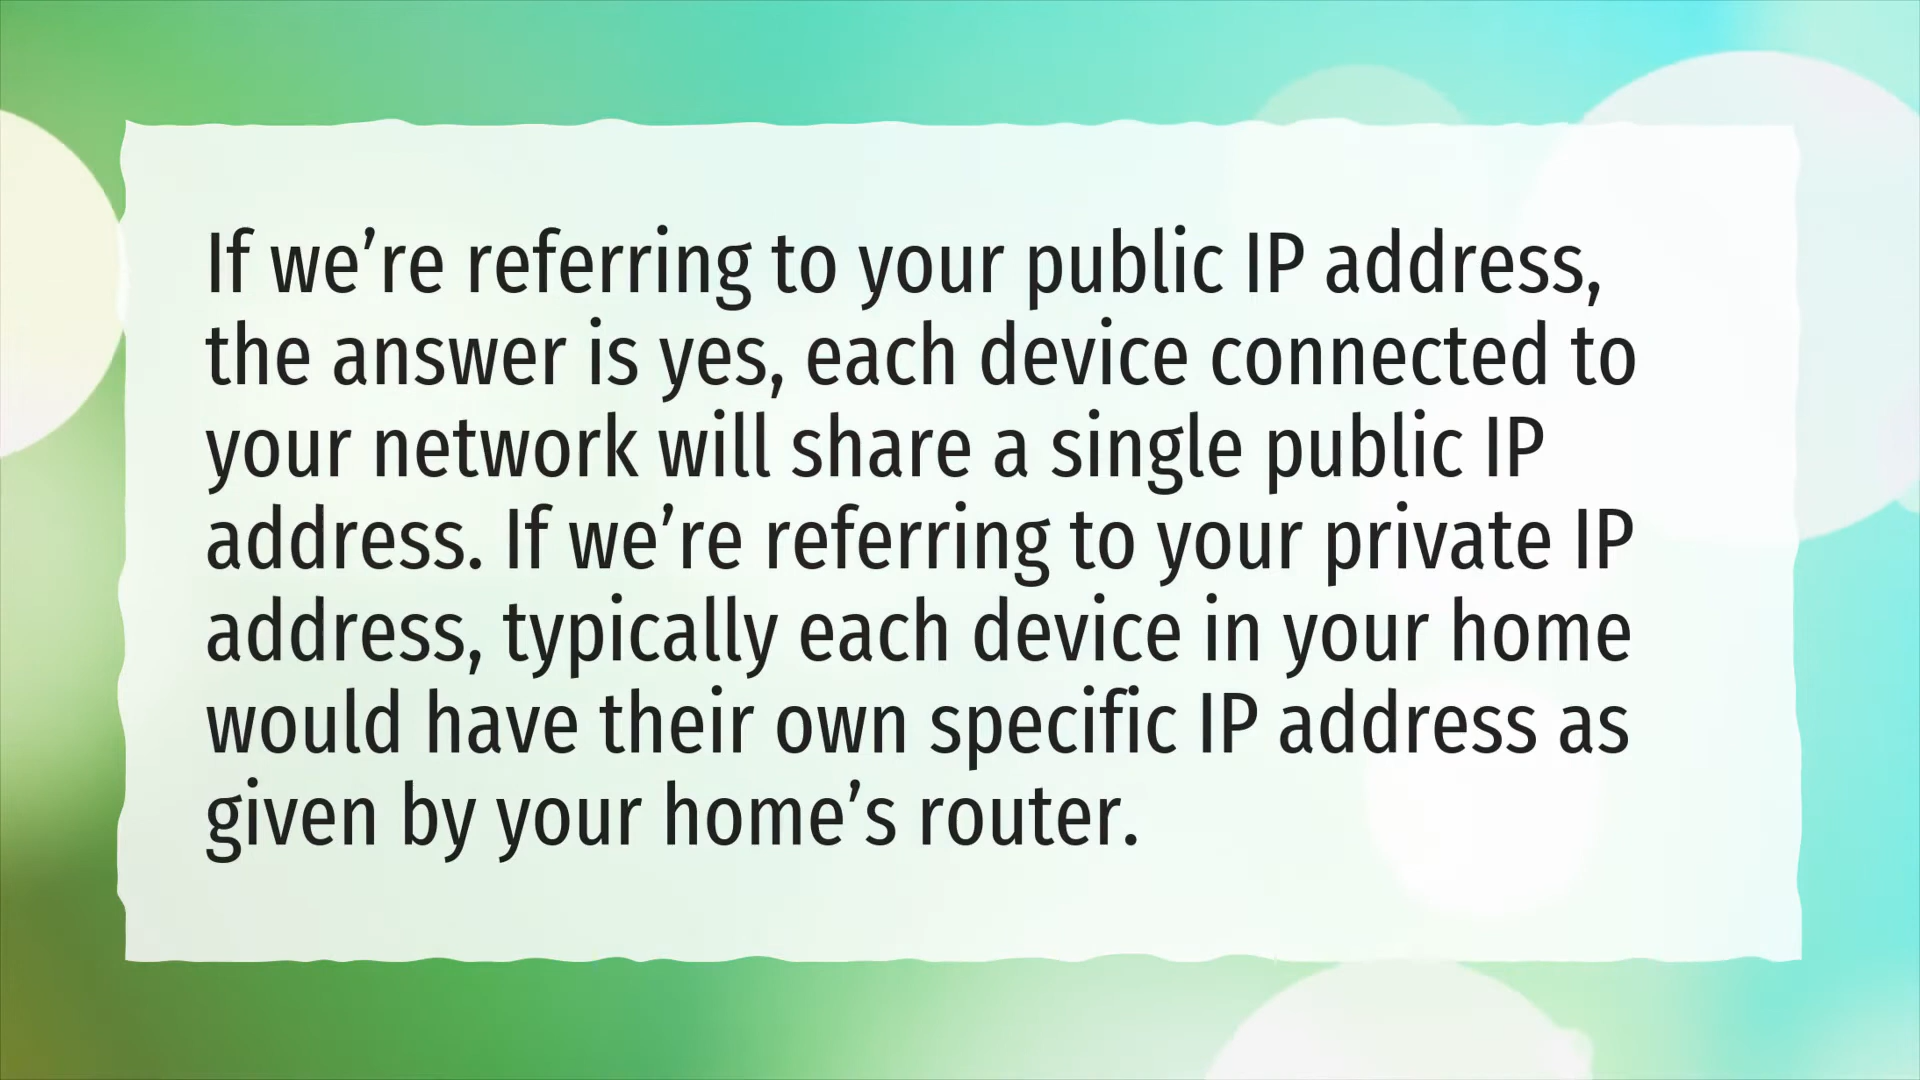 If we’re referring to your public IP address,
the answer is yes, each device connected to
your network will share a single public IP
address. If we’re referring to your private IP
address, typically each device in your home
would have their own specific IP address as
given by your home’s router.